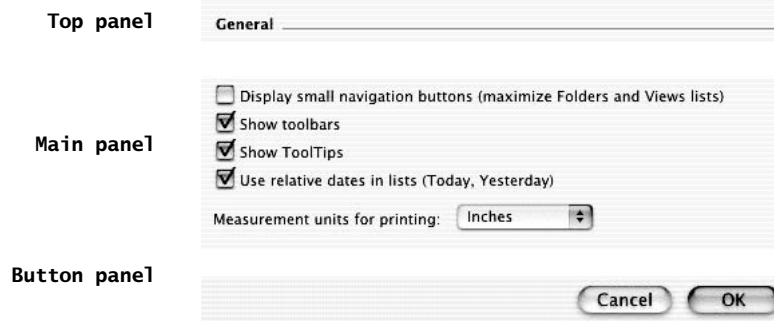 Top panel
General
Display small navigation buttons (maximize Folders and Views lists)
Show toolbars
Main panel
Show ToolTips
Use relative dates in lists (Today, Yesterday)
Measurement units for printing: Inches
Button panel
Cancel OK